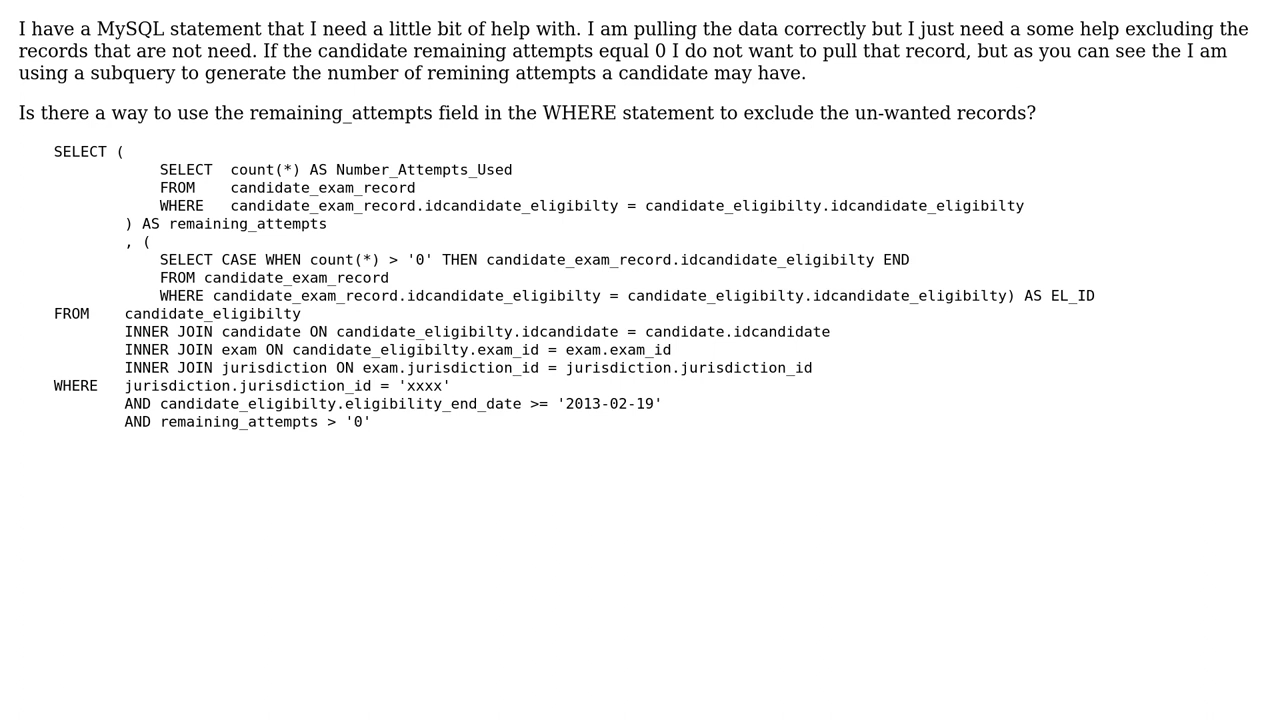 I have a MySQL statement that I need a little bit of help with. I am pulling the data correctly but I just need a some help excluding the
records that are not need. If the candidate remaining attempts equal 0 I do not want to pull that record, but as you can see the I am
using a subquery to generate the number of remining attempts a candidate may have.
Is there a way to use the remaining_attempts field in the WHERE statement to exclude the un-wanted records?
SELECT (
            SELECT  count(*) AS Number_Attempts_Used
            FROM    candidate_exam_record
            WHERE   candidate_exam_record.idcandidate_eligibilty = candidate_eligibilty.idcandidate_eligibilty
        ) AS remaining_attempts
        , (
            SELECT CASE WHEN count(*) > '0' THEN candidate_exam_record.idcandidate_eligibilty END
            FROM candidate_exam_record
            WHERE candidate_exam_record.idcandidate_eligibilty = candidate_eligibilty.idcandidate_eligibilty) AS EL_ID
FROM    candidate_eligibilty
        INNER JOIN candidate ON candidate_eligibilty.idcandidate = candidate.idcandidate
        INNER JOIN exam ON candidate_eligibilty.exam_id = exam.exam_id
        INNER JOIN jurisdiction ON exam.jurisdiction_id = jurisdiction.jurisdiction_id
WHERE   jurisdiction.jurisdiction_id = 'xxxx'
        AND candidate_eligibilty.eligibility_end_date >= '2013-02-19'
        AND remaining_attempts > '0'